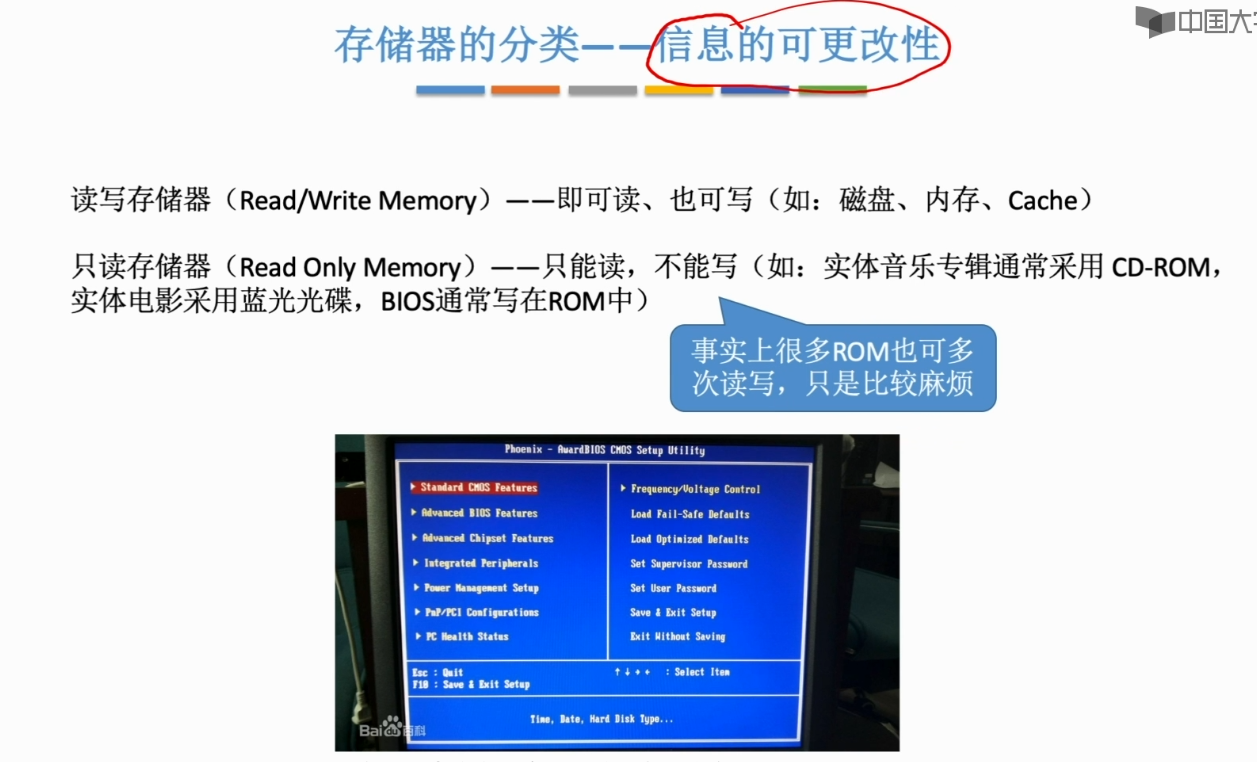 存储器的分类——信息的可更改性
中国大
读写存储器（Read/Write Memory）——即可读、也可写（如：磁盘、内存、Cache）
只读存储器（Read Only Memory）——只能读，不能写（如：实体音乐专辑通常采用 CD-ROM，
实体电影采用蓝光光碟，BIOS通常写在ROM中）
事实上很多ROM也可多
次读写，只是比较麻烦
Phoenix - AwardBIOS CMOS Setup Utility
Standard CMOS Features
Advanced BIOS Features
Advanced Chipset Features
Integrated Peripherals
Power Management Setup
PnP/PCI Configurations
PC Health Status
Frequency/Voltage Control
Load Fail-Safe Defaults
Load Optimized Defaults
Set Supervisor Password
Set User Password
Save & Exit Setup
Exit Without Saving
Esc : Quit
F10 : Save & Exit Setup
↑ ↓ → ← : Select Item
Time, Date, Hard Disk Type...
Bai du 百科